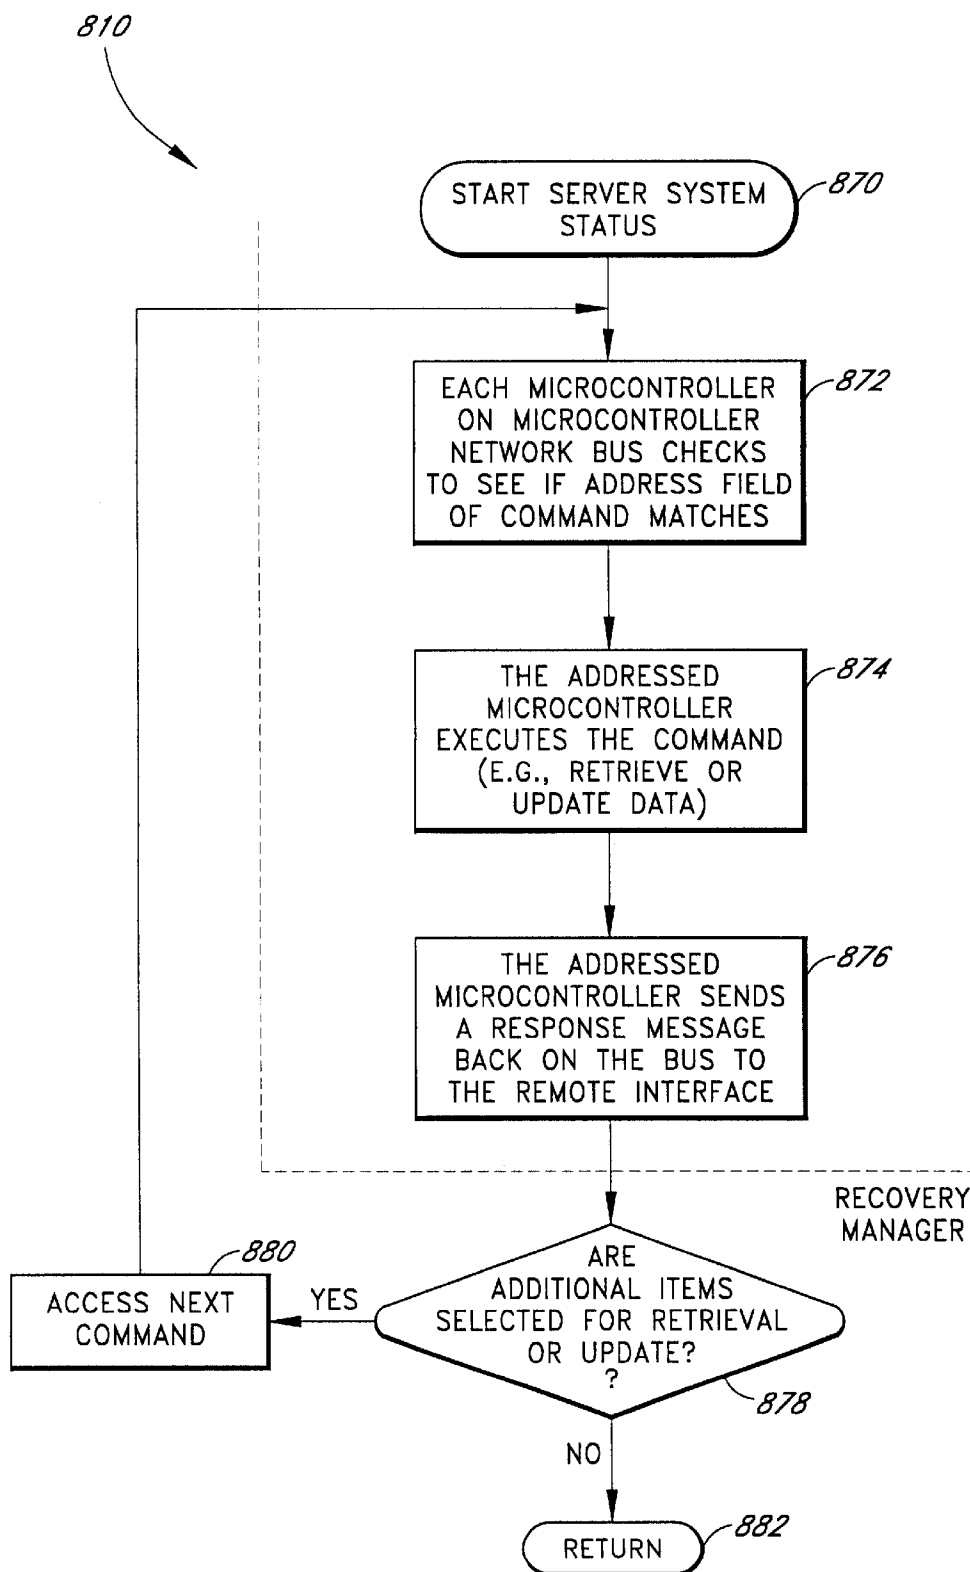 810
START SERVER SYSTEM
STATUS
870
EACH MICROCONTROLLER
ON MICROCONTROLLER
NETWORK BUS CHECKS
TO SEE IF ADDRESS FIELD
OF COMMAND MATCHES
872
THE ADDRESSED
MICROCONTROLLER
EXECUTES THE COMMAND
(E.G., RETRIEVE OR
UPDATE DATA)
874
THE ADDRESSED
MICROCONTROLLER SENDS
A RESPONSE MESSAGE
BACK ON THE BUS TO
THE REMOTE INTERFACE
876
RECOVERY
MANAGER
ARE
ADDITIONAL ITEMS
SELECTED FOR RETRIEVAL
OR UPDATE?
?
878
YES
880
ACCESS NEXT
COMMAND
NO
RETURN
882